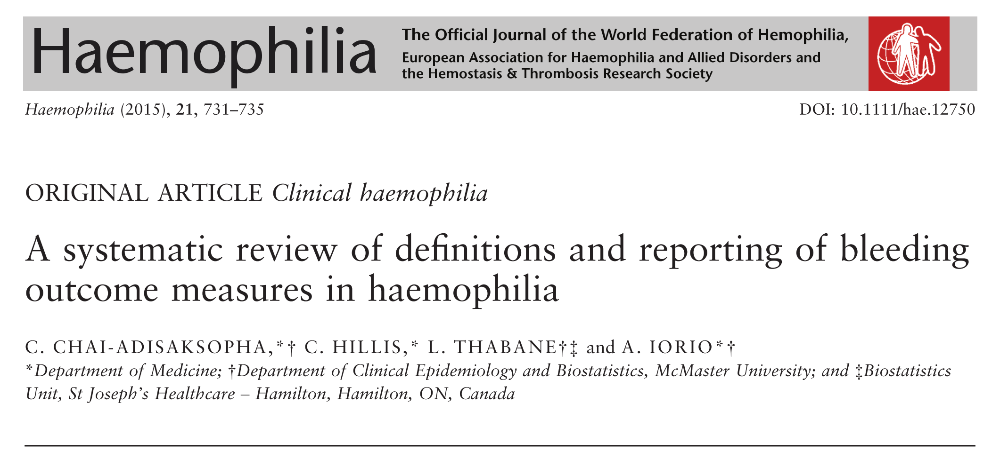 Haemophilia
The Official Journal of the World Federation of Hemophilia,
European Association for Haemophilia and Allied Disorders and
the Hemostasis & Thrombosis Research Society
Haemophilia (2015), 21, 731–735
DOI: 10.1111/hae.12750
ORIGINAL ARTICLE Clinical haemophilia
A systematic review of definitions and reporting of bleeding
outcome measures in haemophilia
C. CHAI-ADISAKSOPHA,*† C. HILLIS,* L. THABANE†‡ and A. IORIO*†
*Department of Medicine; †Department of Clinical Epidemiology and Biostatistics, McMaster University; and ‡Biostatistics
Unit, St Joseph’s Healthcare – Hamilton, Hamilton, ON, Canada